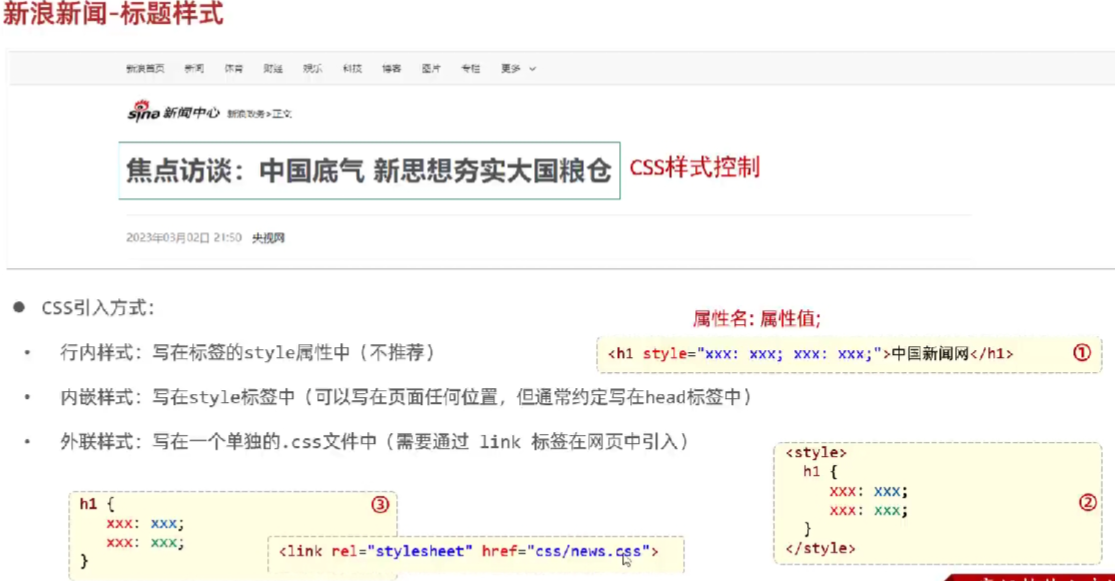 新浪新闻-标题样式
新浪首页 新闻 体育 财经 娱乐 科技 博客 图片 专栏 更多
sina 新闻中心 新浪政务>正文
焦点访谈：中国底气 新思想夯实大国粮仓 CSS样式控制
2023年03月02日 21:50 央视网
CSS引入方式：
属性名: 属性值;
行内样式：写在标签的style属性中（不推荐）
<h1 style="xxx: xxx; xxx: xxx;">中国新闻网</h1> ①
内嵌样式：写在style标签中（可以写在页面任何位置，但通常约定写在head标签中）
外联样式：写在一个单独的.css文件中（需要通过 link 标签在网页中引入）
<style>
h1 {
xxx: xxx;
xxx: xxx; ②
}
</style>
h1 { ③
xxx: xxx;
xxx: xxx;
}
<link rel="stylesheet" href="css/news.css">